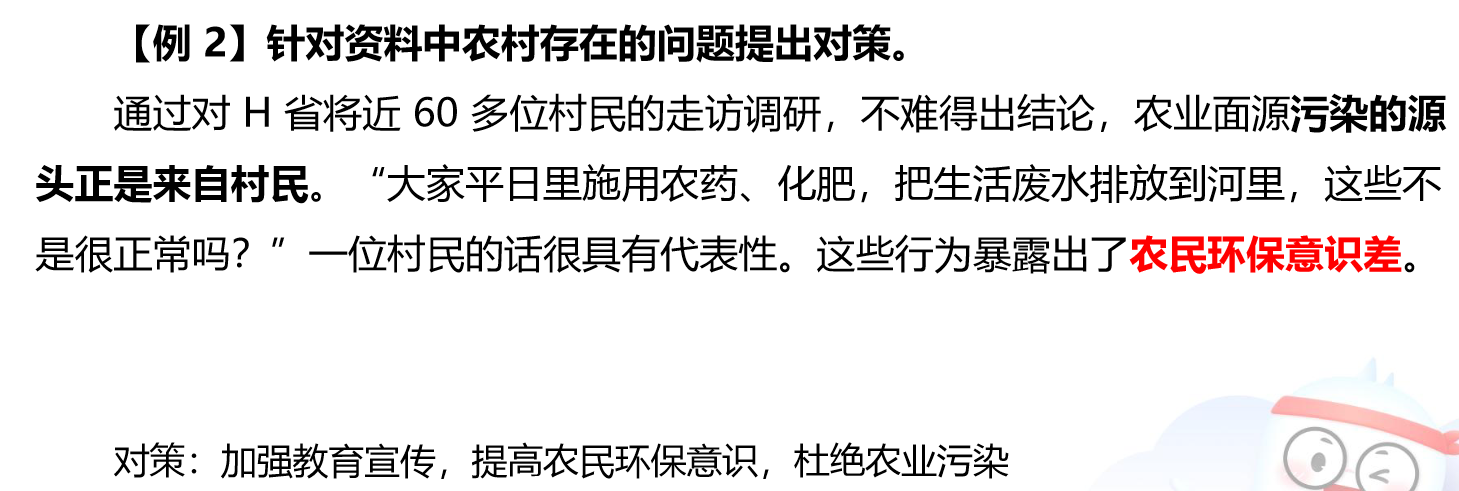 【例 2】针对资料中农村存在的问题提出对策。
通过对 H 省将近 60 多位村民的走访调研，不难得出结论，农业面源污染的源
头正是来自村民。“大家平日里施用农药、化肥，把生活废水排放到河里，这些不
是很正常吗？”一位村民的话很具有代表性。这些行为暴露出了农民环保意识差。
对策：加强教育宣传，提高农民环保意识，杜绝农业污染